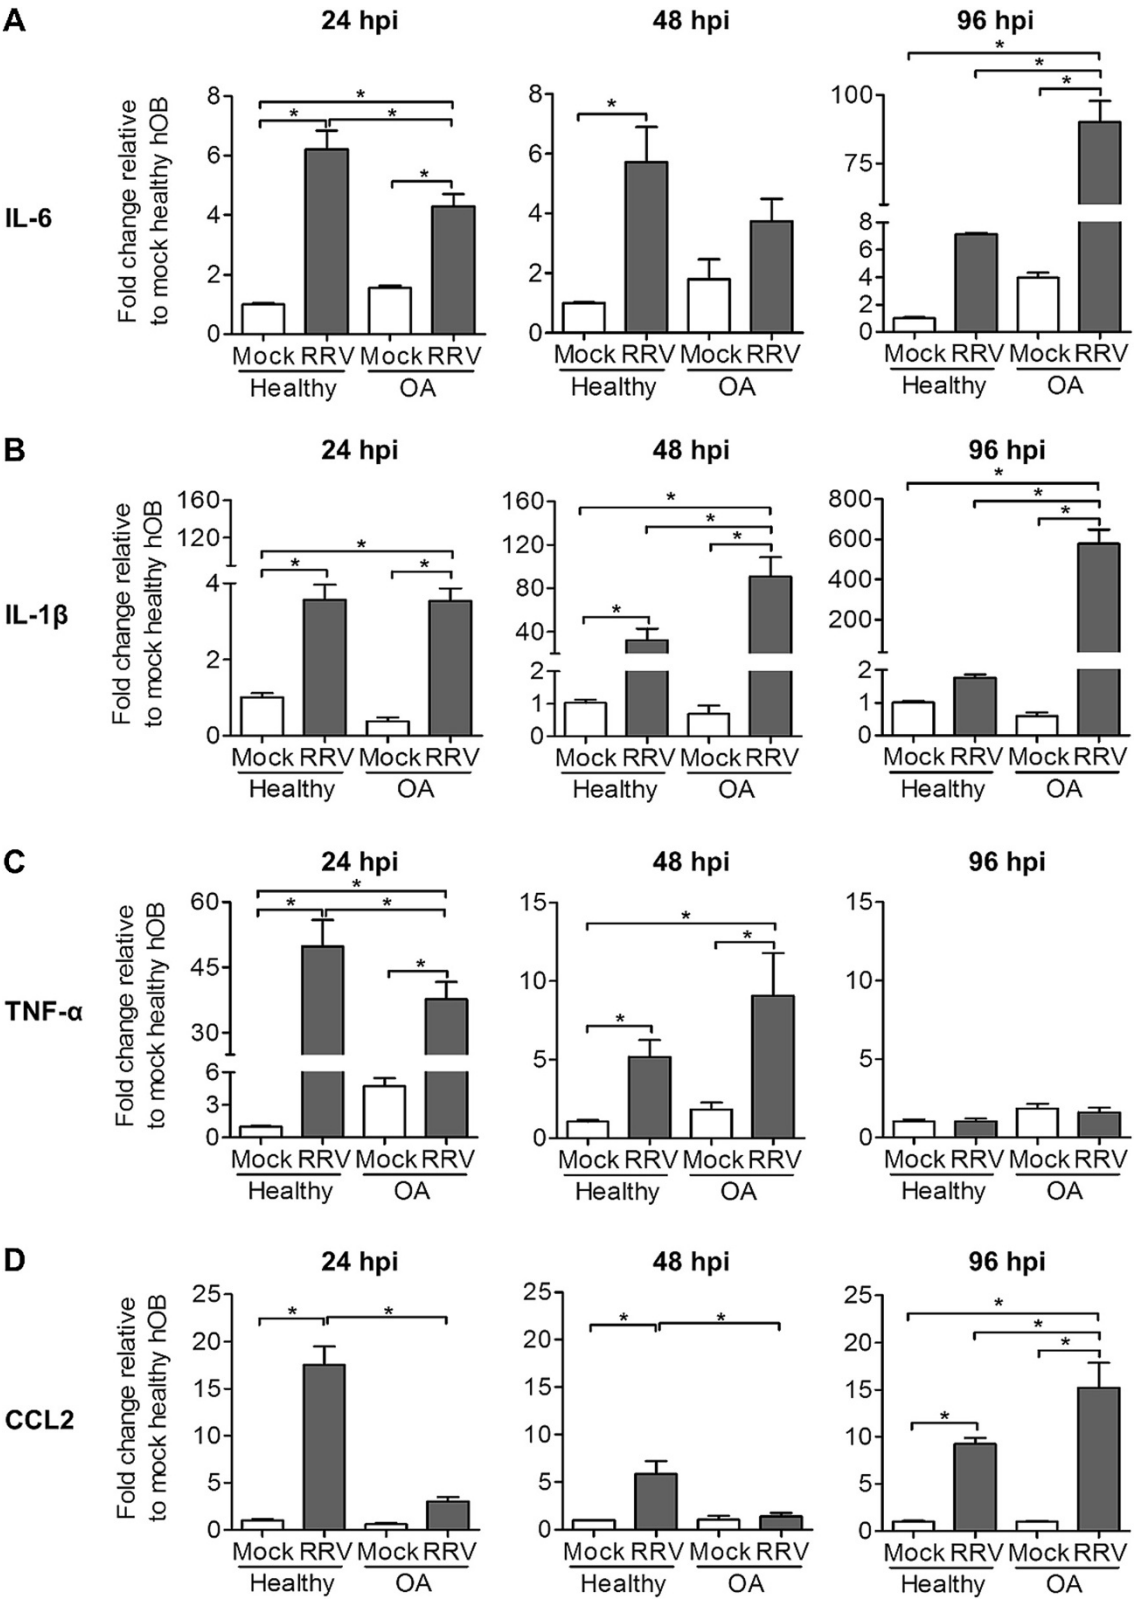 A
24 hpi
48 hpi
96 hpi
IL-6
Fold change relative
to mock healthy hOB
8
6
4
2
0
* * * *
Mock RRV Mock RRV
Healthy OA
8
6
4
2
0
*
Mock RRV Mock RRV
Healthy OA
100
75
8
6
4
2
0
* * *
Mock RRV Mock RRV
Healthy OA
B
24 hpi
48 hpi
96 hpi
IL-1β
Fold change relative
to mock healthy hOB
160
120
4
2
0
* * *
Mock RRV Mock RRV
Healthy OA
160
120
80
40
2
1
0
* * * *
Mock RRV Mock RRV
Healthy OA
800
600
400
200
2
1
0
* * *
Mock RRV Mock RRV
Healthy OA
C
24 hpi
48 hpi
96 hpi
TNF-α
Fold change relative
to mock healthy hOB
60
45
30
6
3
0
* * * *
Mock RRV Mock RRV
Healthy OA
15
10
5
0
* * *
Mock RRV Mock RRV
Healthy OA
15
10
5
0
Mock RRV Mock RRV
Healthy OA
D
24 hpi
48 hpi
96 hpi
CCL2
Fold change relative
to mock healthy hOB
25
20
15
10
5
0
* *
Mock RRV Mock RRV
Healthy OA
25
20
15
10
5
0
* *
Mock RRV Mock RRV
Healthy OA
25
20
15
10
5
0
* * * *
Mock RRV Mock RRV
Healthy OA